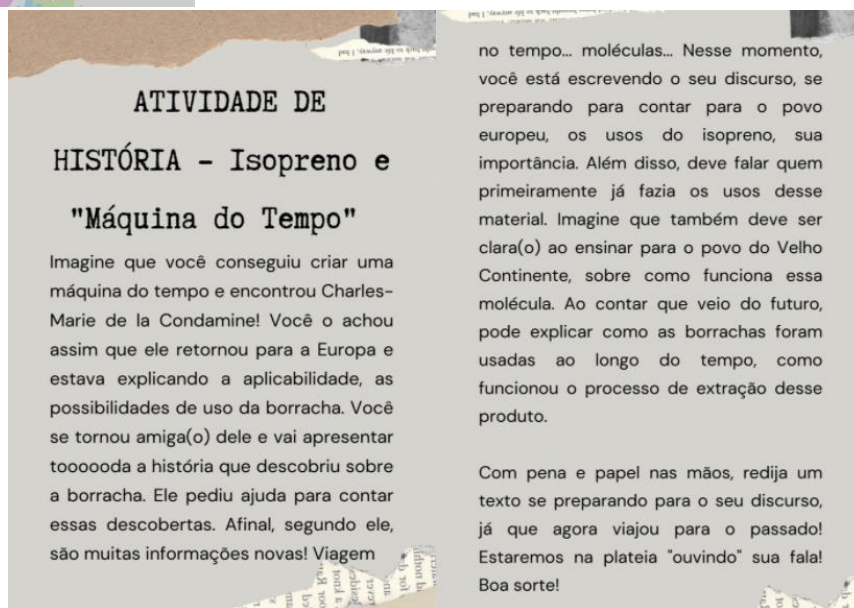 ATIVIDADE DE
HISTÓRIA - Isopreno e
"Máquina do Tempo"
Imagine que você conseguiu criar uma
máquina do tempo e encontrou Charles-
Marie de la Condamine! Você o achou
assim que ele retornou para a Europa e
estava explicando a aplicabilidade, as
possibilidades de uso da borracha. Você
se tornou amiga(o) dele e vai apresentar
toooooda a história que descobriu sobre
a borracha. Ele pediu ajuda para contar
essas descobertas. Afinal, segundo ele,
são muitas informações novas! Viagem
no tempo... moléculas... Nesse momento,
você está escrevendo o seu discurso, se
preparando para contar para o povo
europeu, os usos do isopreno, sua
importância. Além disso, deve falar quem
primeiramente já fazia os usos desse
material. Imagine que também deve ser
clara(o) ao ensinar para o povo do Velho
Continente, sobre como funciona essa
molécula. Ao contar que veio do futuro,
pode explicar como as borrachas foram
usadas ao longo do tempo, como
funcionou o processo de extração desse
produto.
Com pena e papel nas mãos, redija um
texto se preparando para o seu discurso,
já que agora viajou para o passado!
Estaremos na plateia "ouvindo" sua fala!
Boa sorte!